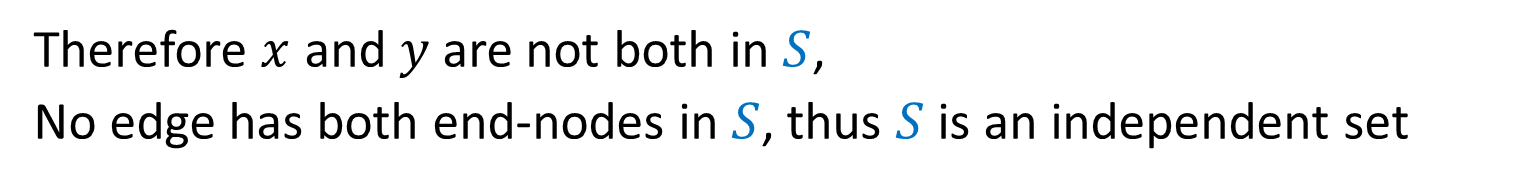 Therefore x and y are not both in S,
No edge has both end-nodes in S, thus S is an independent set